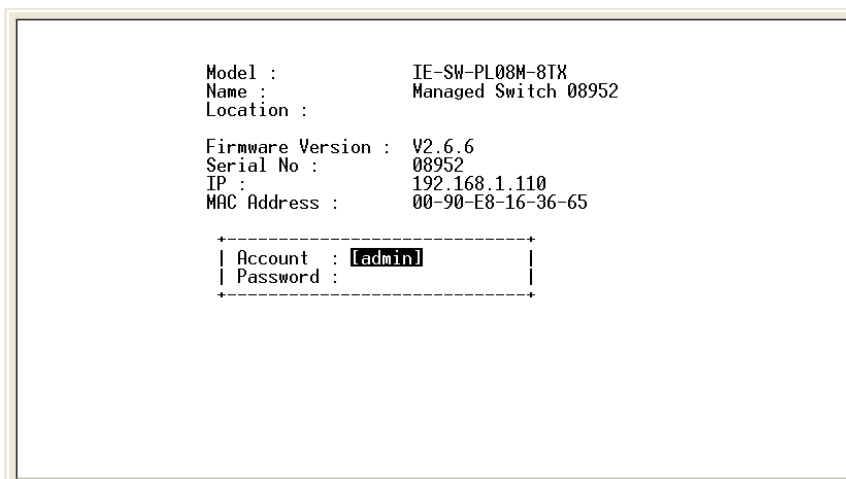 Model : IE-SW-PL08M-8TX
Name : Managed Switch 08952
Location :
Firmware Version : V2.6.6
Serial No : 08952
IP : 192.168.1.110
MAC Address : 00-90-E8-16-36-65
+-------------------------------+
| Account : [admin] |
| Password : |
+-------------------------------+